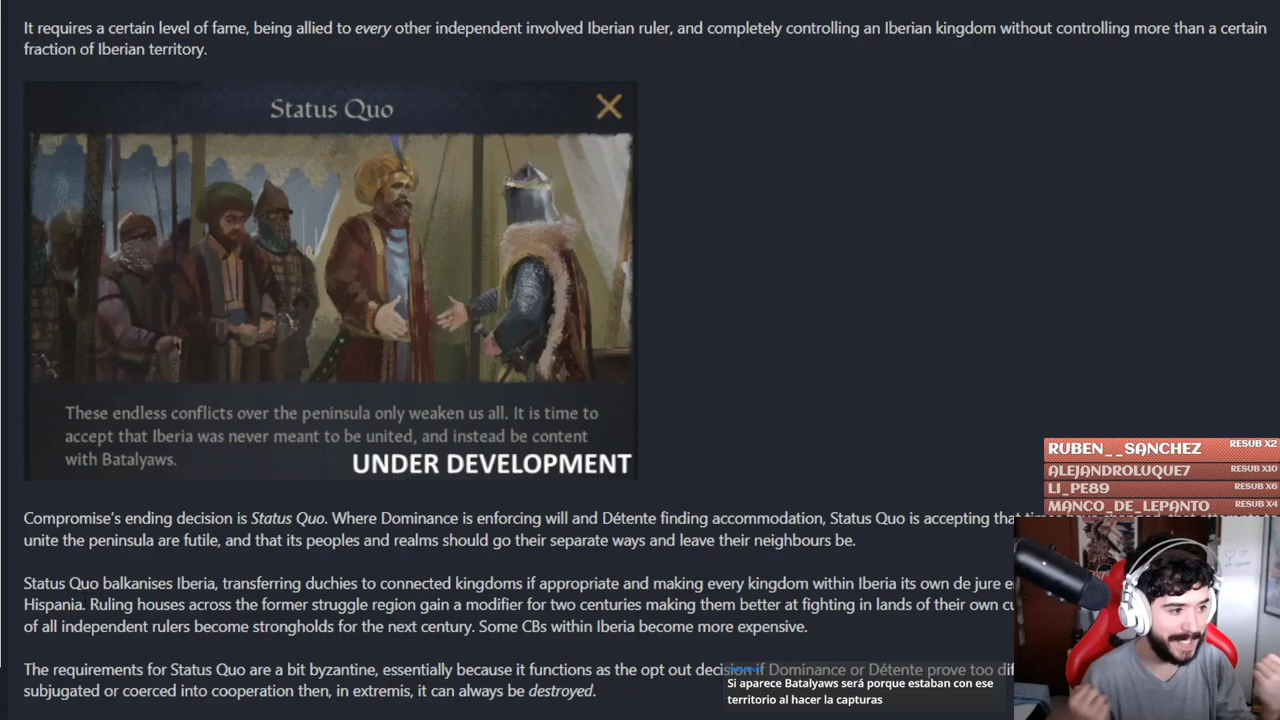 It requires a certain level of fame, being allied to every other independent involved Iberian ruler, and completely controlling an Iberian kingdom without controlling more than a certain
fraction of Iberian territory.
Status Quo
These endless conflicts over the peninsula only weaken us all. It is time to
accept that Iberia was never meant to be united, and instead be content
with Batalyaws.
UNDER DEVELOPMENT
RUBEN__SANCHEZ RESUB X2
ALEJANDROLUQUE7 RESUB X10
LI_PE89 RESUB X6
MANCO_DE_LEPANTO RESUB X4
Compromise's ending decision is Status Quo. Where Dominance is enforcing will and Détente finding accommodation, Status Quo is accepting that
unite the peninsula are futile, and that its peoples and realms should go their separate ways and leave their neighbours be.
Status Quo balkanises Iberia, transferring duchies to connected kingdoms if appropriate and making every kingdom within Iberia its own de jure e
Hispania. Ruling houses across the former struggle region gain a modifier for two centuries making them better at fighting in lands of their own cu
of all independent rulers become strongholds for the next century. Some CBs within Iberia become more expensive.
The requirements for Status Quo are a bit byzantine, essentially because it functions as the opt out decision if Dominance or Détente prove too dif
subjugated or coerced into cooperation then, in extremis, it can always be destroyed.
Si aparece Batalyaws será porque estaban con ese
territorio al hacer la capturas